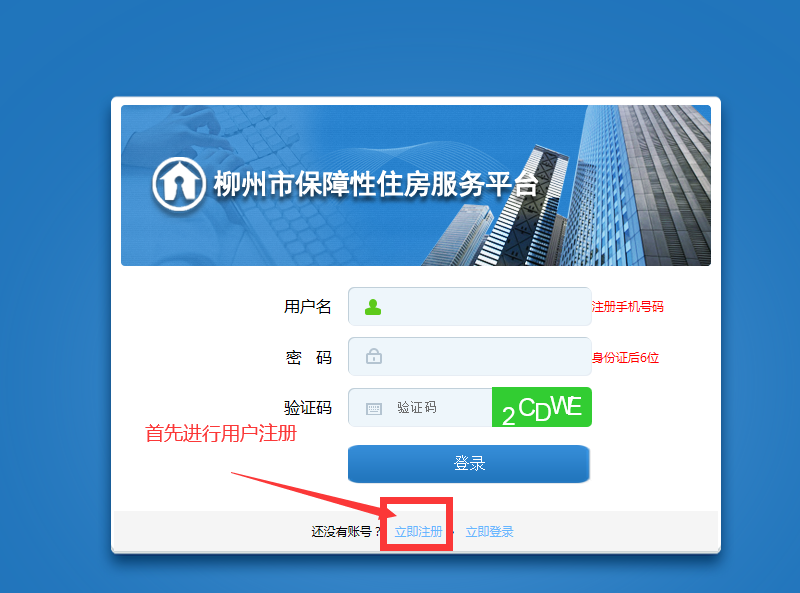 柳州市保障性住房服务平台
用户名
注册手机号码
密 码
身份证后6位
验证码 验证码 2CDWE
首先进行用户注册
登录
还没有账号? 立即注册 立即登录